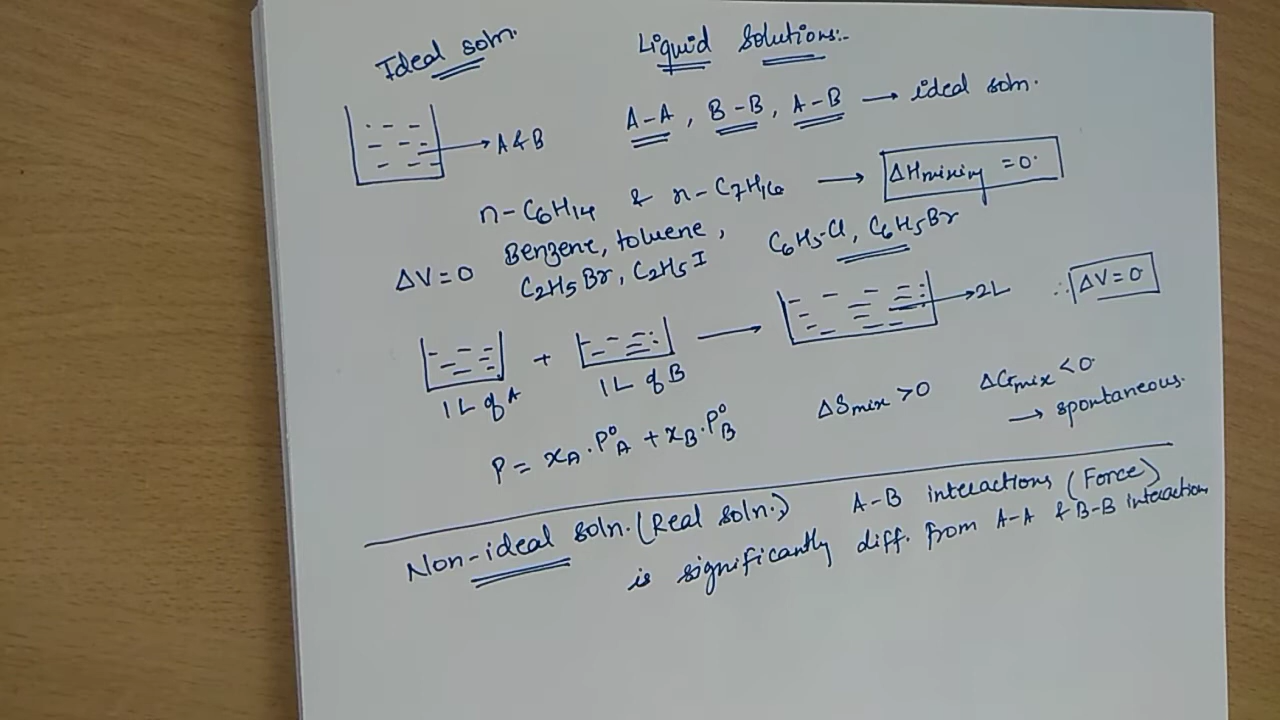 Ideal soln.
Liquid Solutions:-
A-A, B-B, A-B → ideal soln.
→ A & B
n-C6H14 & n-C7H16 → ΔHmixing = 0.
Benzene, toluene, C6H5-Cl, C6H5Br
ΔV=0 C2H5Br, C2H5I
→ 2L ∴ ΔV=0
+ →
1L of A 1L of B
ΔSmix >0 ΔGmix <0
→ spontaneous.
P = xA.P°A + xB.P°B
Non-ideal soln. (Real soln.) A-B interactions (Force)
is significantly diff. from A-A & B-B interaction